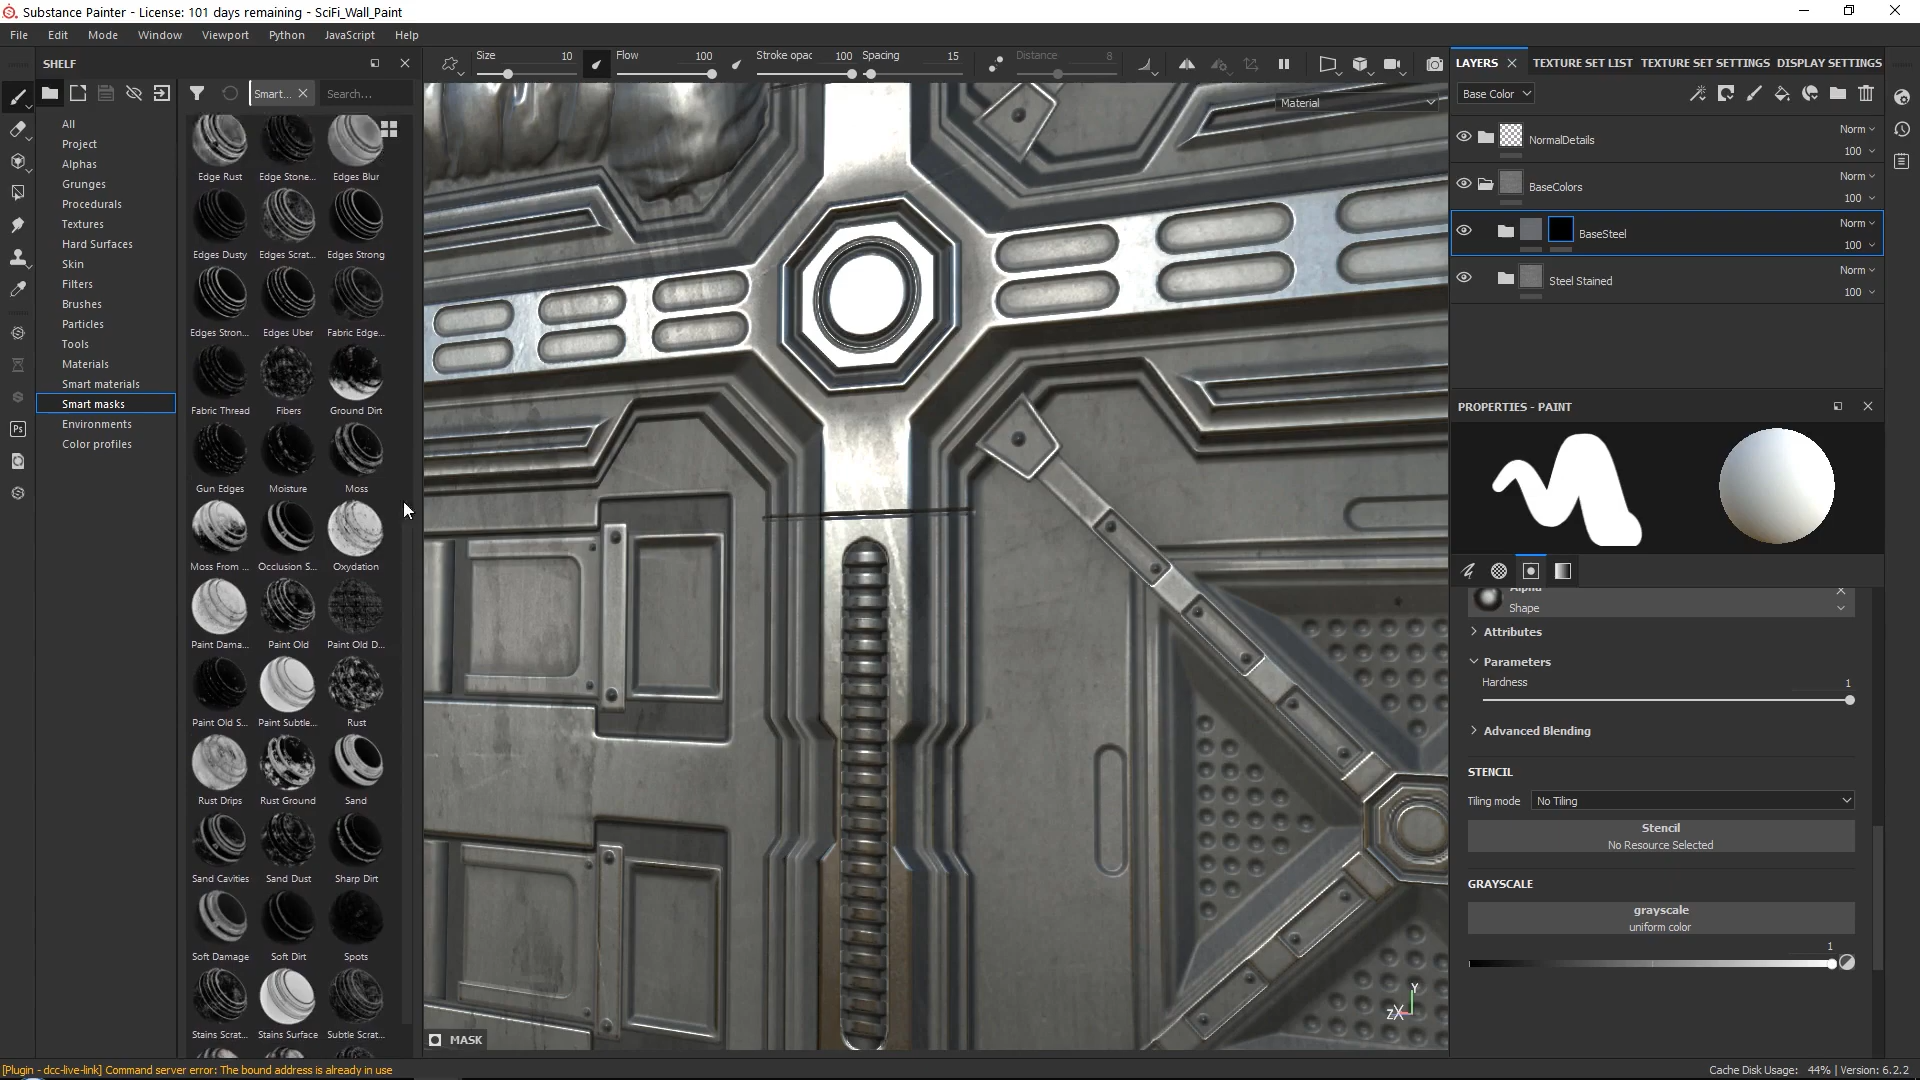 Substance Painter - License: 101 days remaining - SciFi_Wall_Paint
File Edit Mode Window Viewport Python JavaScript Help
SHELF
Size 10
Flow 100
Stroke opac 100
Spacing 15
Distance 8
Smart...
Search...
Material
All
Project
Alphas
Grunges
Procedurals
Textures
Hard Surfaces
Skin
Filters
Brushes
Particles
Tools
Materials
Smart materials
Smart masks
Environments
Color profiles
Edge Rust Edge Stone... Edges Blur
Edges Dusty Edges Scrat... Edges Strong
Edges Stron... Edges Uber Fabric Edge...
Fabric Thread Fibers Ground Dirt
Gun Edges Moisture Moss
Moss From ... Occlusion S... Oxydation
Paint Dama... Paint Old Paint Old D...
Paint Old S... Paint Subtle... Rust
Rust Drips Rust Ground Sand
Sand Cavities Sand Dust Sharp Dirt
Soft Damage Soft Dirt Spots
Stains Scrat... Stains Surface Subtle Scrat...
Ps
MASK
Y
ZX
LAYERS TEXTURE SET LIST TEXTURE SET SETTINGS DISPLAY SETTINGS
Base Color
NormalDetails Norm
100
BaseColors Norm
100
BaseSteel Norm
100
Steel Stained Norm
100
PROPERTIES - PAINT
Alpha
Shape
Attributes
Parameters
Hardness 1
Advanced Blending
STENCIL
Tiling mode No Tiling
Stencil
No Resource Selected
GRAYSCALE
grayscale
uniform color
1
[Plugin - dcc-live-link] Command server error: The bound address is already in use
Cache Disk Usage: 44% | Version: 6.2.2